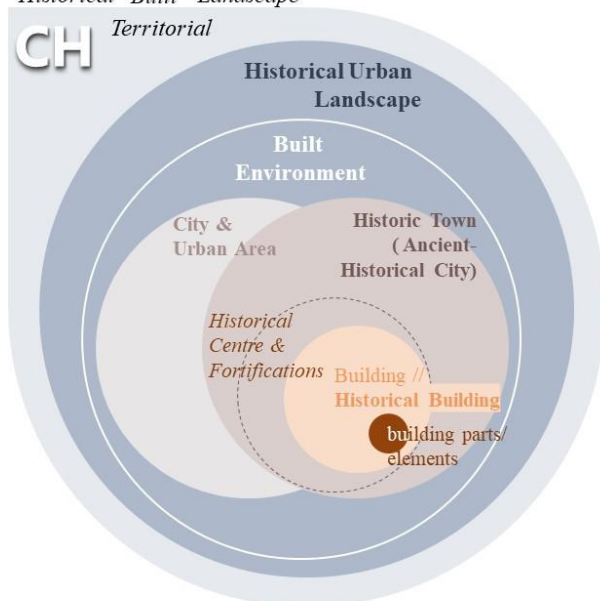 Historical Built Landscape
CH Territorial
Historical Urban
Landscape
Built
Environment
City &
Urban Area
Historic Town
( Ancient-
Historical City)
Historical
Centre &
Fortifications
Building //
Historical Building
building parts/
elements